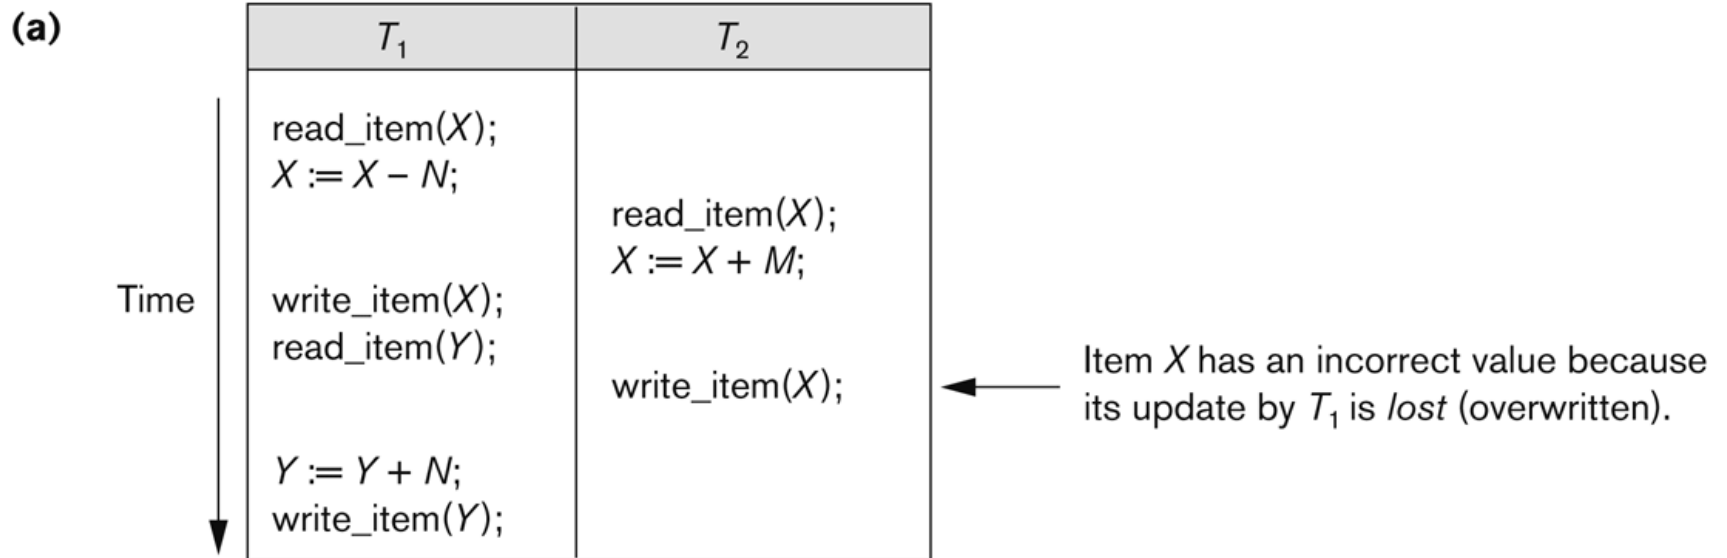 (a)
T₁ T₂
read_item(X);
X := X – N;
read_item(X);
X := X + M;
Time
write_item(X);
read_item(Y);
write_item(X);
Item X has an incorrect value because
its update by T₁ is lost (overwritten).
Y := Y + N;
write_item(Y);